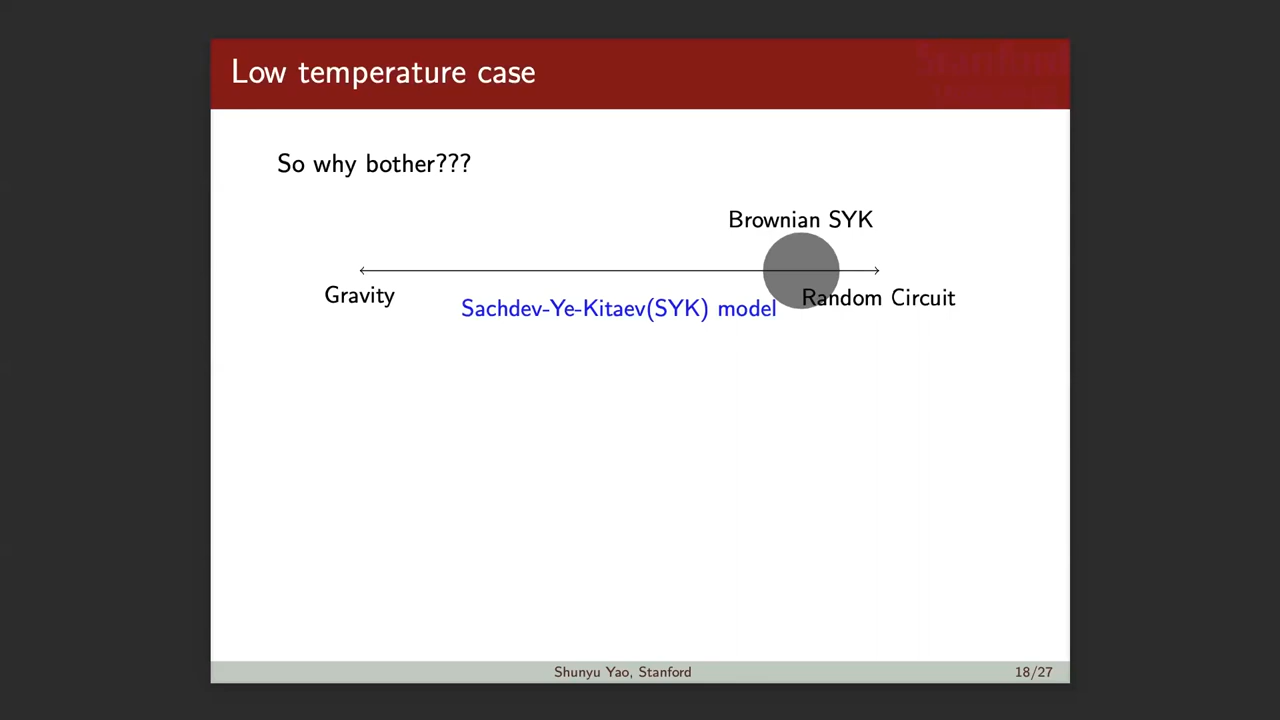 Low temperature case
So why bother???
Brownian SYK
Gravity
Random Circuit
Sachdev-Ye-Kitaev(SYK) model
Shunyu Yao, Stanford
18/27